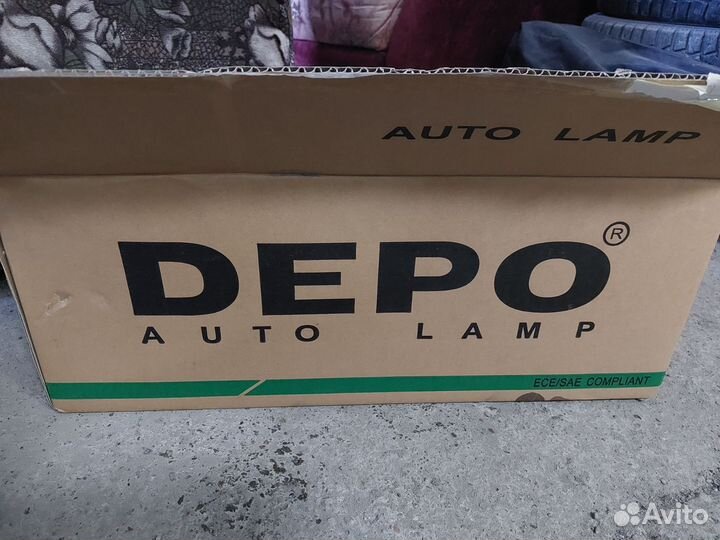 AUTO LAMP
DEPO®
AUTO LAMP
ECE/SAE COMPLIANT
Avito